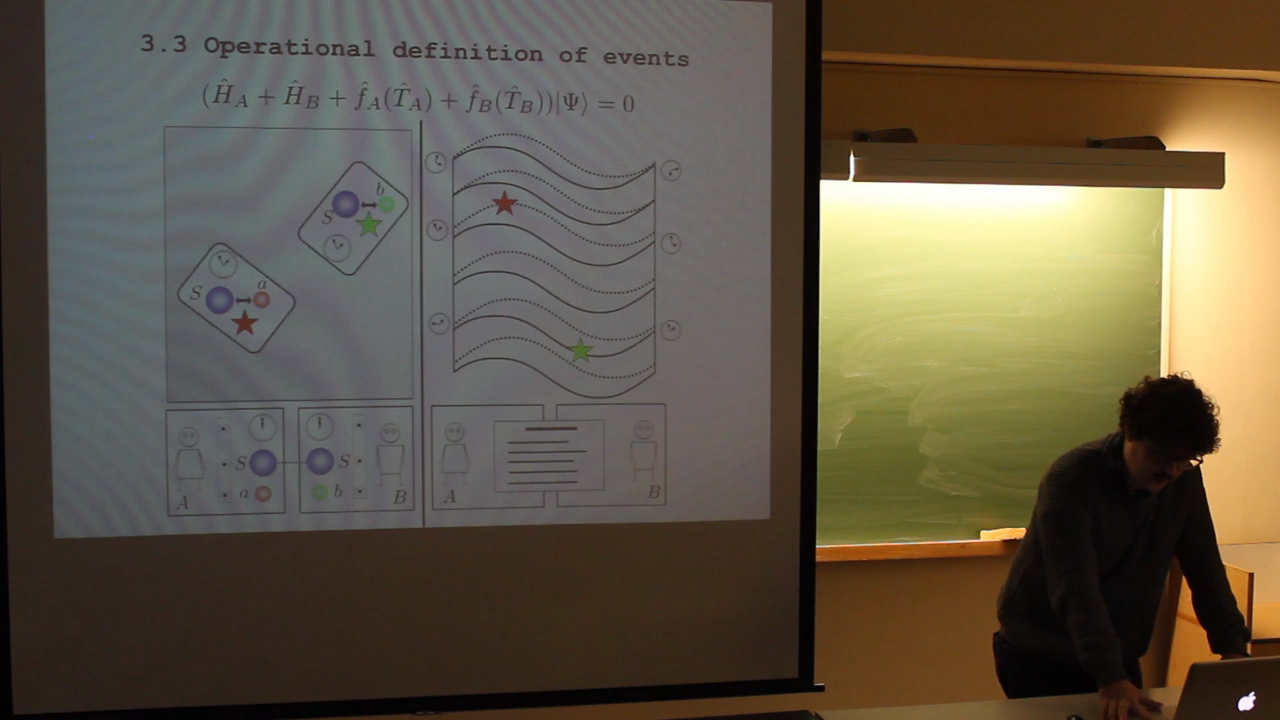 3.3 Operational definition of events
(Ĥ_A + Ĥ_B + f̂_A(T̂_A) + f̂_B(T̂_B))|Ψ⟩ = 0
b
S
a
S
S S
a b
A B
A B